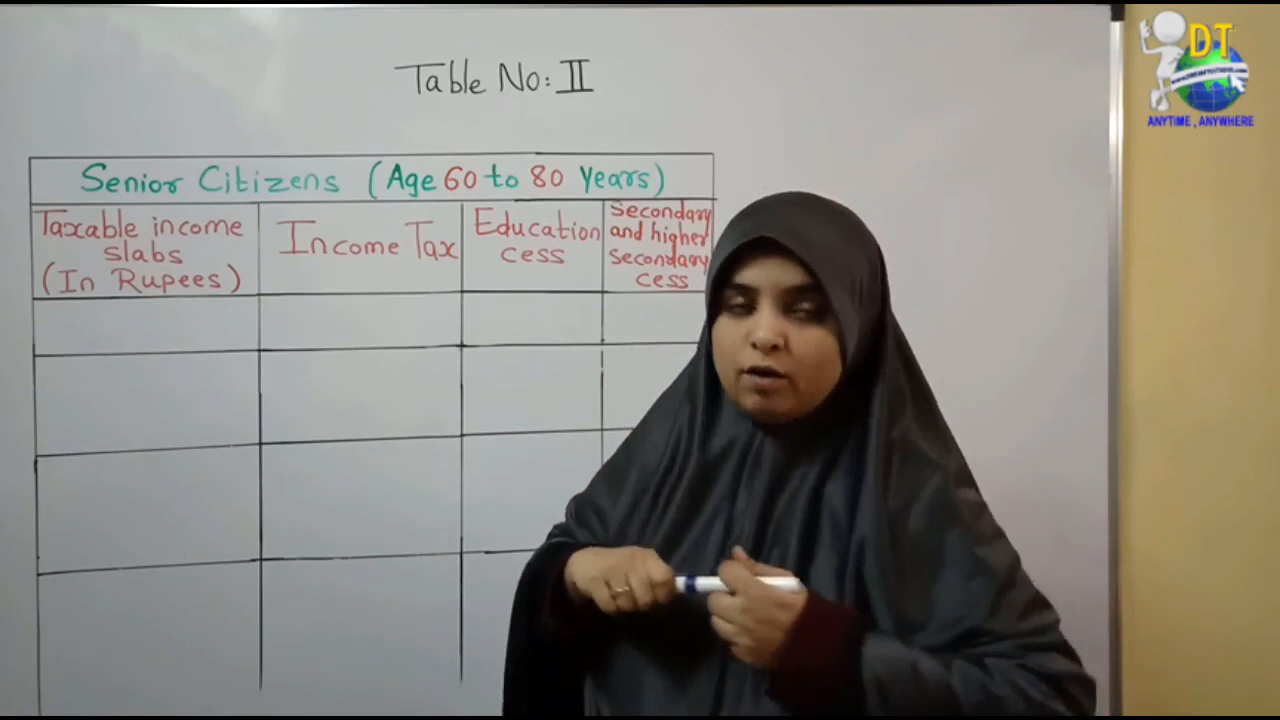 Table No: II
Senior Citizens (Age 60 to 80 Years)
Taxable income
slabs
(In Rupees)
Income Tax
Education
cess
Secondary
and higher
secondary
cess
DT
ANYTIME , ANYWHERE